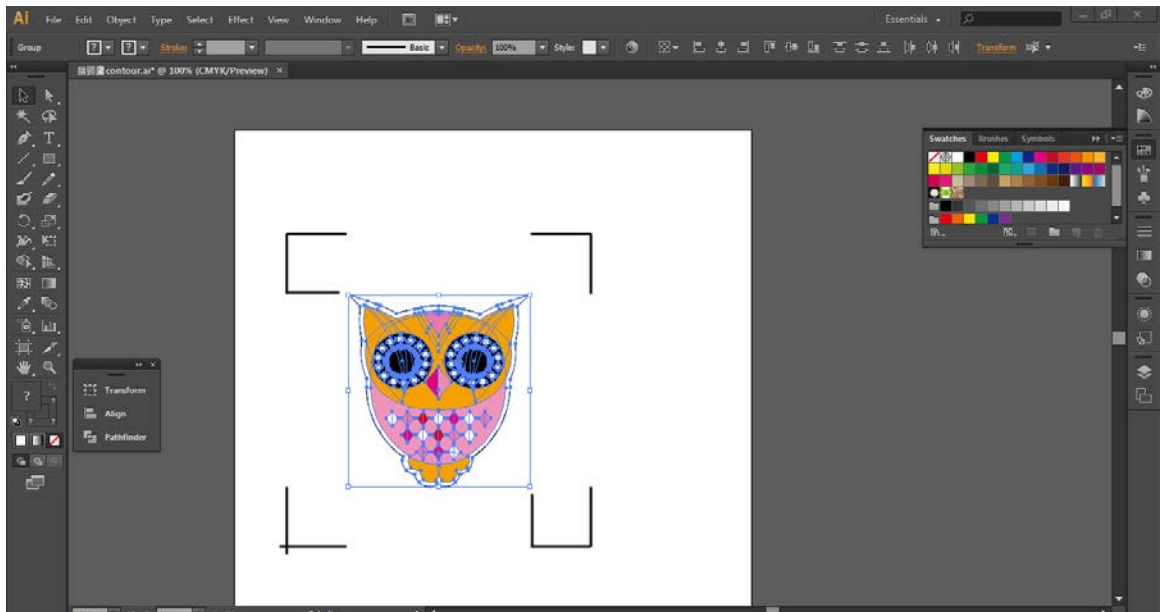 Ai File Edit Object Type Select Effect View Window Help Essentials
Group ? ? Stroke: Basic Opacity: 100% Style: Transform
contour.ai* @ 100% (CMYK/Preview) ×
Swatches Brushes Symbols
Transform
Align
Pathfinder
?